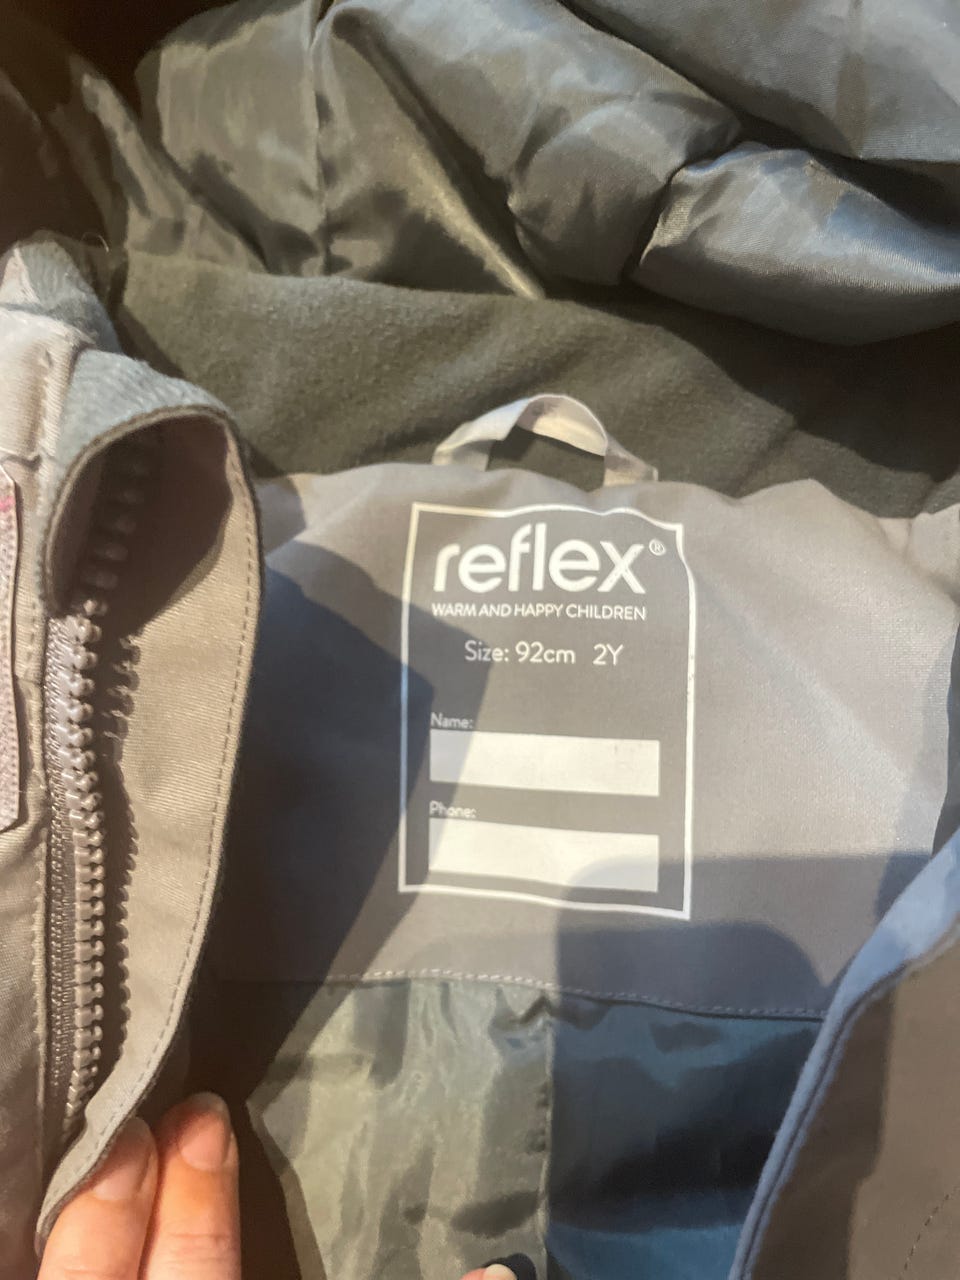 reflex®
WARM AND HAPPY CHILDREN
Size: 92cm 2Y
Name:
Phone: